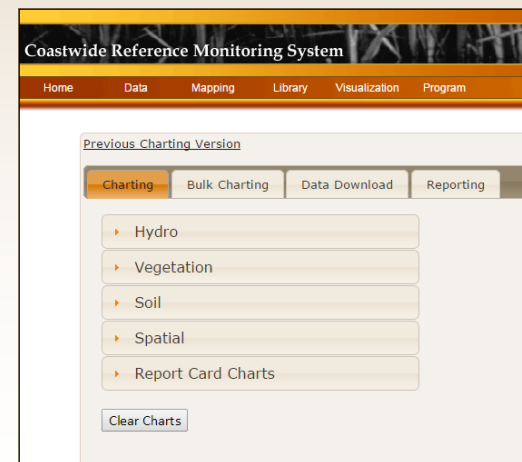 Coastwide Reference Monitoring System
Home Data Mapping Library Visualization Program
Previous Charting Version
Charting Bulk Charting Data Download Reporting
Hydro
Vegetation
Soil
Spatial
Report Card Charts
Clear Charts